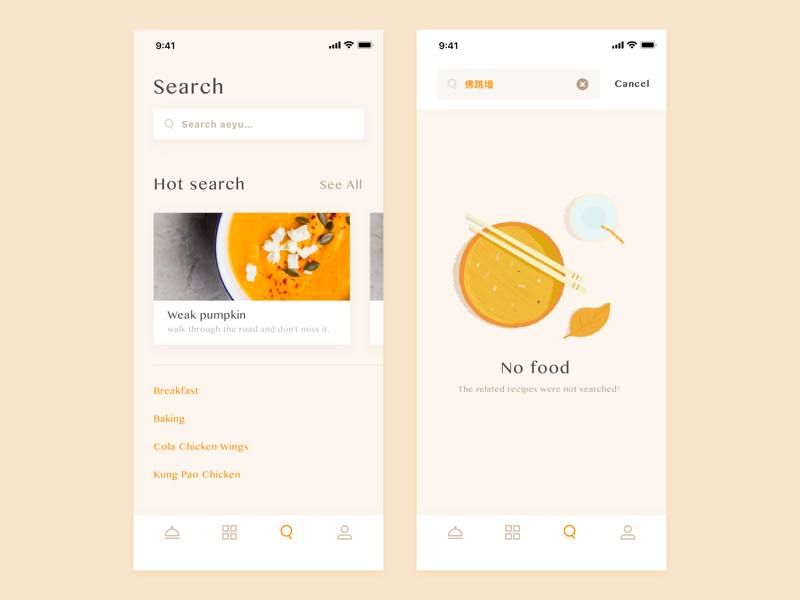 9:41
Search
Search aeyu...
Hot search
See All
Weak pumpkin
walk through the road and don't miss it.
Breakfast
Baking
Cola Chicken Wings
Kung Pao Chicken
9:41
佛跳墙
Cancel
No food
The related recipes were not searched!